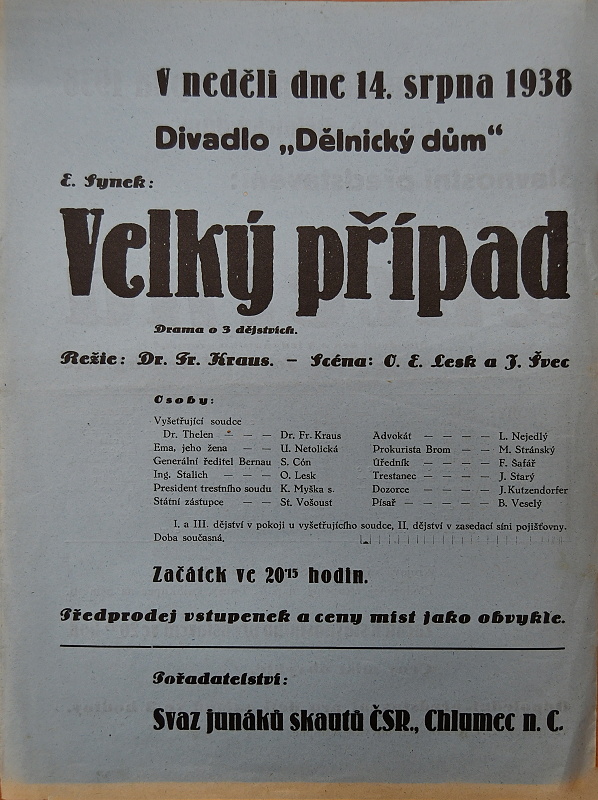 V neděli dne 14. srpna 1938
Divadlo „Dělnický dům“
E. Synek:
Velký případ
Drama o 3 dějstvích.
Režie: Dr. Fr. Kraus. – Scéna: O. E. Lesk a J. Švec
Osoby:
Vyšetřující soudce
Dr. Thelen — — — Dr. Fr. Kraus
Ema, jeho žena — — U. Netolická
Generální ředitel Bernau S. Cón
Ing. Stalich — — — O. Lesk
President trestního soudu K. Myška s.
Státní zástupce — — St. Vošoust
Advokát — — — — L. Nejedlý
Prokurista Brom — — M. Stránský
Úředník — — — — F. Safář
Trestanec — — — — J. Starý
Dozorce — — — — J. Kutzendorfer
Písař — — — — — B. Veselý
I. a III. dějství v pokoji u vyšetřujícího soudce, II. dějství v zasedací síni pojišťovny.
Doba současná.
Začátek ve 20¹⁵ hodin.
Předprodej vstupenek a ceny míst jako obvykle.
Pořadatelství:
Svaz junáků skautů ČSR., Chlumec n. C.